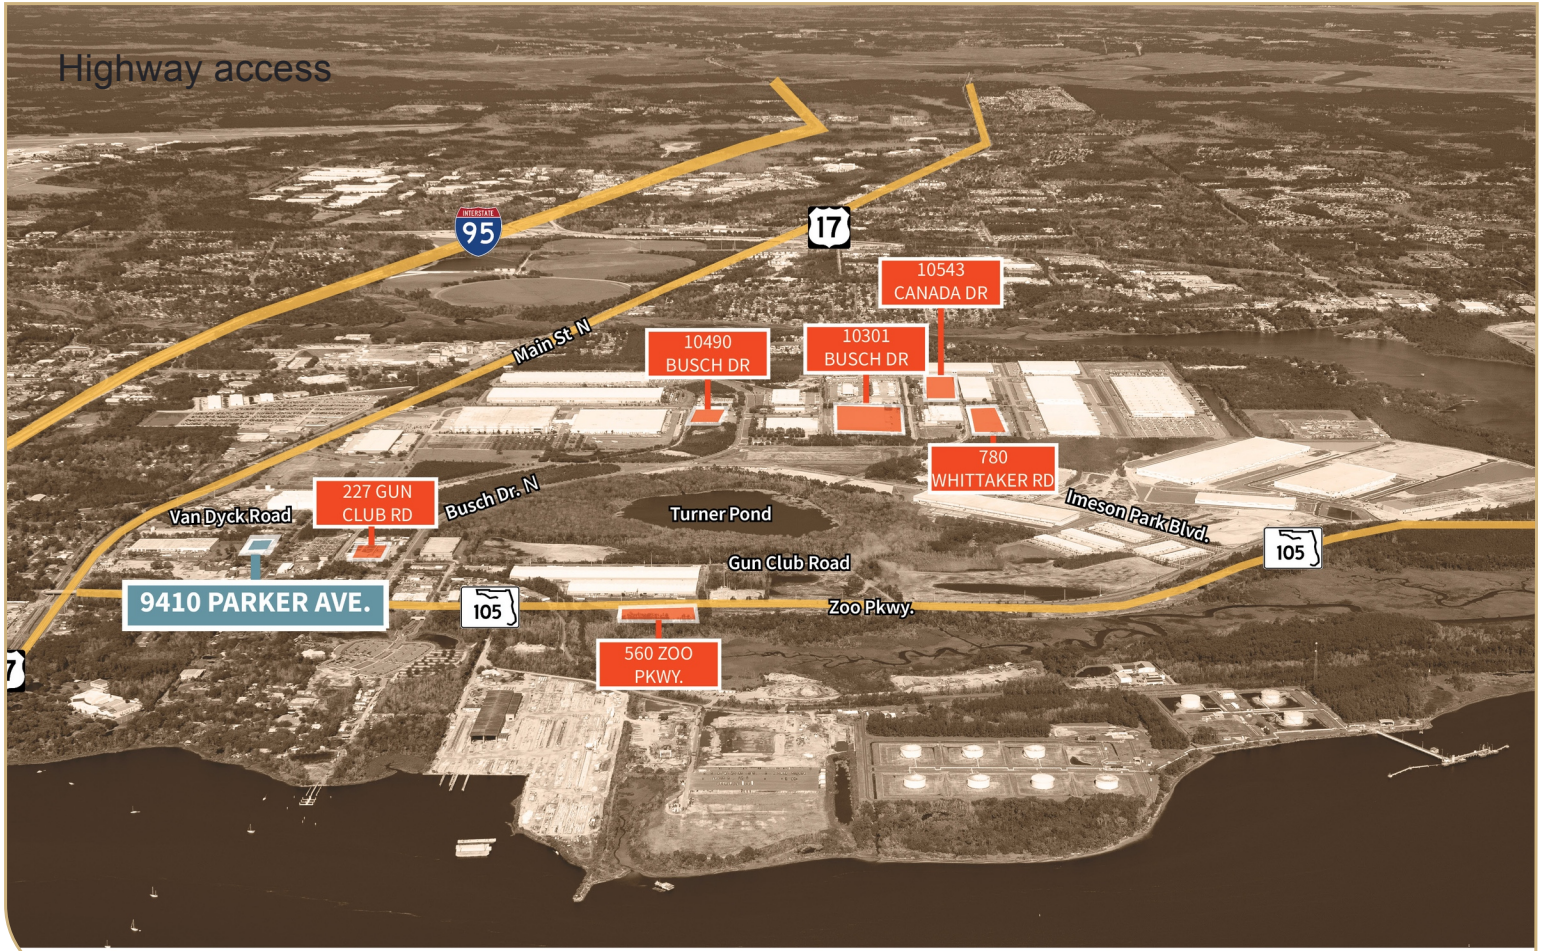 Highway access
INTERSTATE
95
17
10543
CANADA DR
Main St N
10490
BUSCH DR
10301
BUSCH DR
780
WHITTAKER RD
227 GUN
CLUB RD
Busch Dr. N
Van Dyck Road
Turner Pond
Imeson Park Blvd.
105
Gun Club Road
9410 PARKER AVE.
105
Zoo Pkwy.
560 ZOO
PKWY.
7